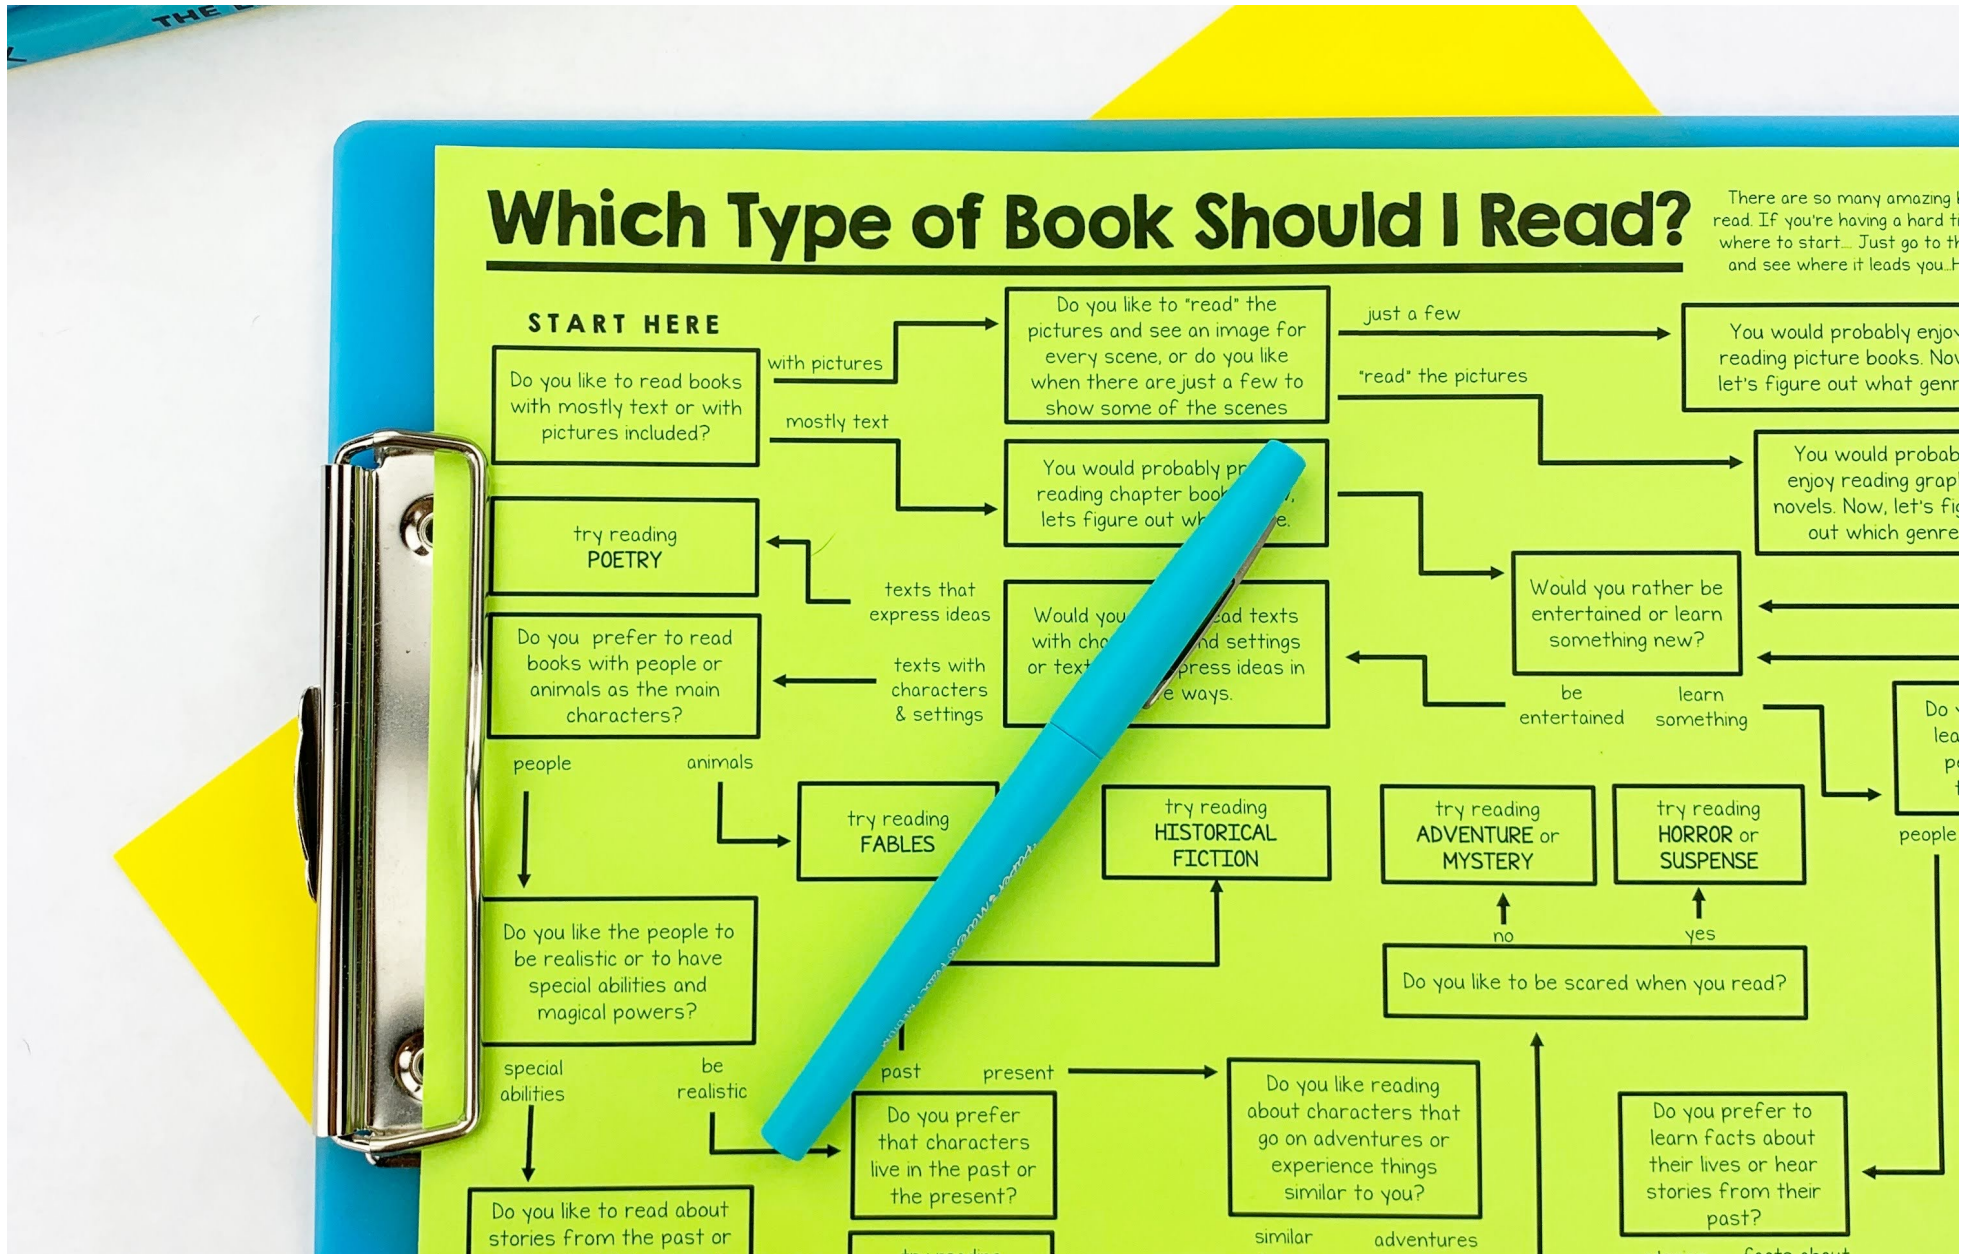 THE
Which Type of Book Should I Read?
There are so many amazing
read. If you're having a hard
where to start... Just go to
and see where it leads you...
START HERE
Do you like to read books
with mostly text or with
pictures included?
with pictures
mostly text
Do you like to "read" the
pictures and see an image for
every scene, or do you like
when there are just a few to
show some of the scenes
just a few
"read" the pictures
You would probably enjoy
reading picture books. Now
let's figure out what
You would probably
reading chapter
lets figure out
You would
enjoy reading
novels. Now, let's
out which genre
try reading
POETRY
texts that
express ideas
Would you texts
with and settings
or ideas in
ways.
Would you rather be
entertained or learn
something new?
be
entertained
learn
something
Do you prefer to read
books with people or
animals as the main
characters?
texts with
characters
& settings
people
animals
try reading
FABLES
try reading
HISTORICAL
FICTION
try reading
ADVENTURE or
MYSTERY
try reading
HORROR or
SUSPENSE
Do
people
no
yes
Do you like to be scared when you read?
Do you like the people to
be realistic or to have
special abilities and
magical powers?
Paper Mate
special
abilities
be
realistic
past
present
Do you prefer
that characters
live in the past or
the present?
Do you like reading
about characters that
go on adventures or
experience things
similar to you?
similar
adventures
Do you prefer to
learn facts about
their lives or hear
stories from their
past?
Do you like to read about
stories from the past or
try reading
facts about